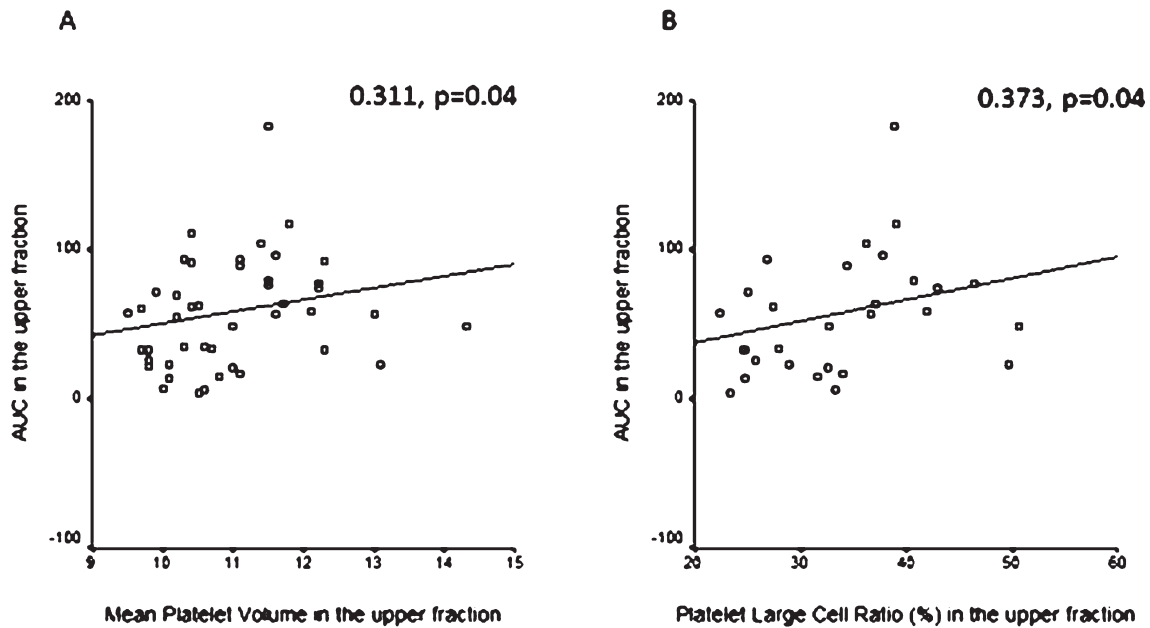 A
0.311, p=0.04
AUC in the upper fraction
200
100
0
-100
9 10 11 12 13 14 15
Mean Platelet Volume in the upper fraction
B
0.373, p=0.04
AUC in the upper fraction
200
100
0
-100
20 30 40 50 60
Platelet Large Cell Ratio (%) in the upper fraction